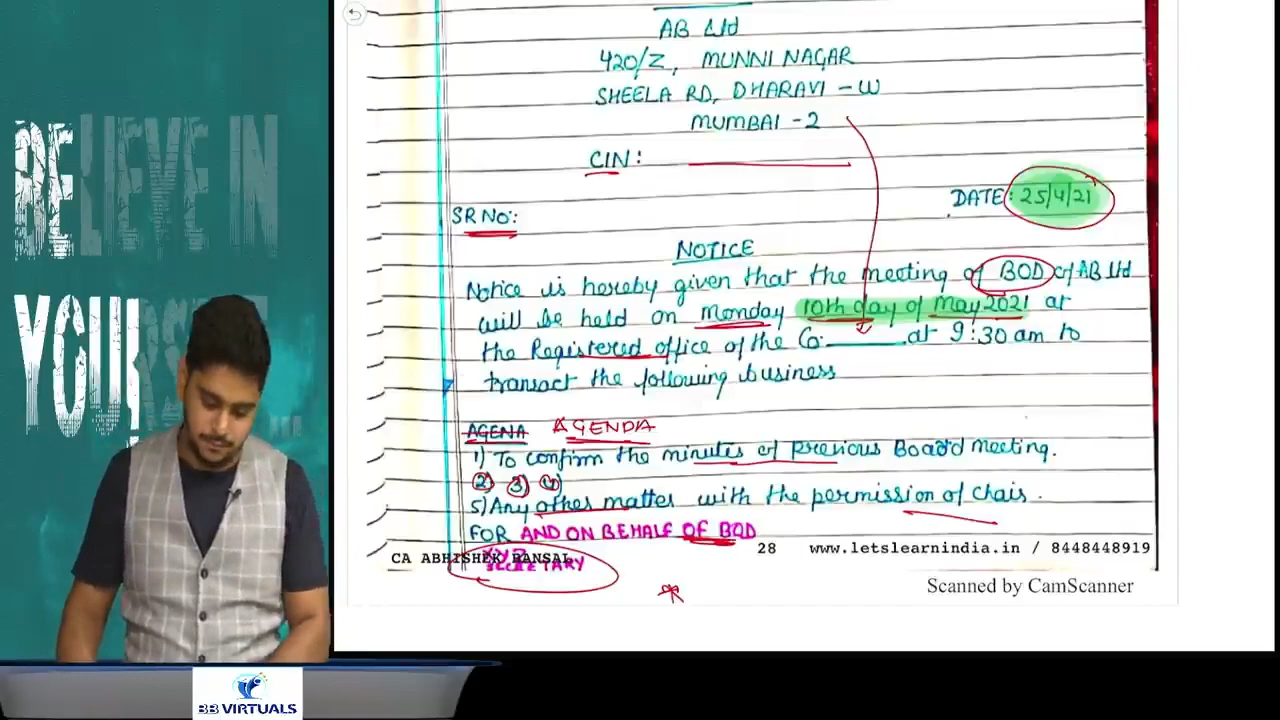 BELIEVE IN
YOURSELF...
AB Ltd
420/Z, MUNNI NAGAR
SHEELA RD, DHARAVI - W
MUMBAI - 2
CIN:
DATE: 25/4/21
SR NO:
NOTICE
Notice is hereby given that the meeting of BOD of AB Ltd
will be held on Monday 10th day of May 2021 at
the Registered office of the Co: at 9:30 am to
transact the following business
AGENA AGENDA
1) To confirm the minutes of previous Board Meeting.
2) 3) 4)
5) Any other matter with the permission of chair.
FOR AND ON BEHALF OF BOD
XYZ
SECRETARY
CA ABHISHEK BANSAL 28 www.letslearnindia.in / 8448448919
Scanned by CamScanner
BB VIRTUALS